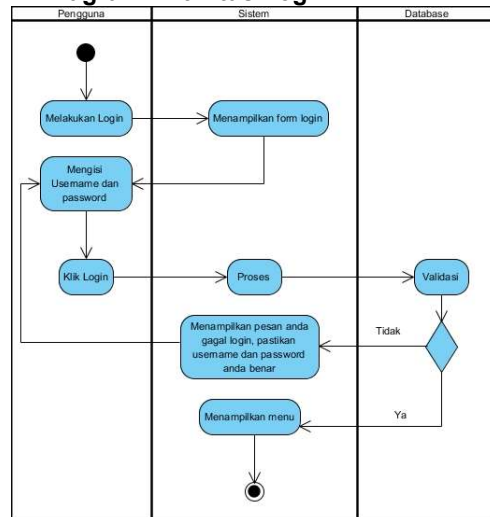 Pengguna
Sistem
Database
Melakukan Login
Menampilkan form login
Mengisi
Username dan
password
Klik Login
Proses
Validasi
Menampilkan pesan anda
gagal login, pastikan
username dan password
anda benar
Tidak
Menampilkan menu
Ya